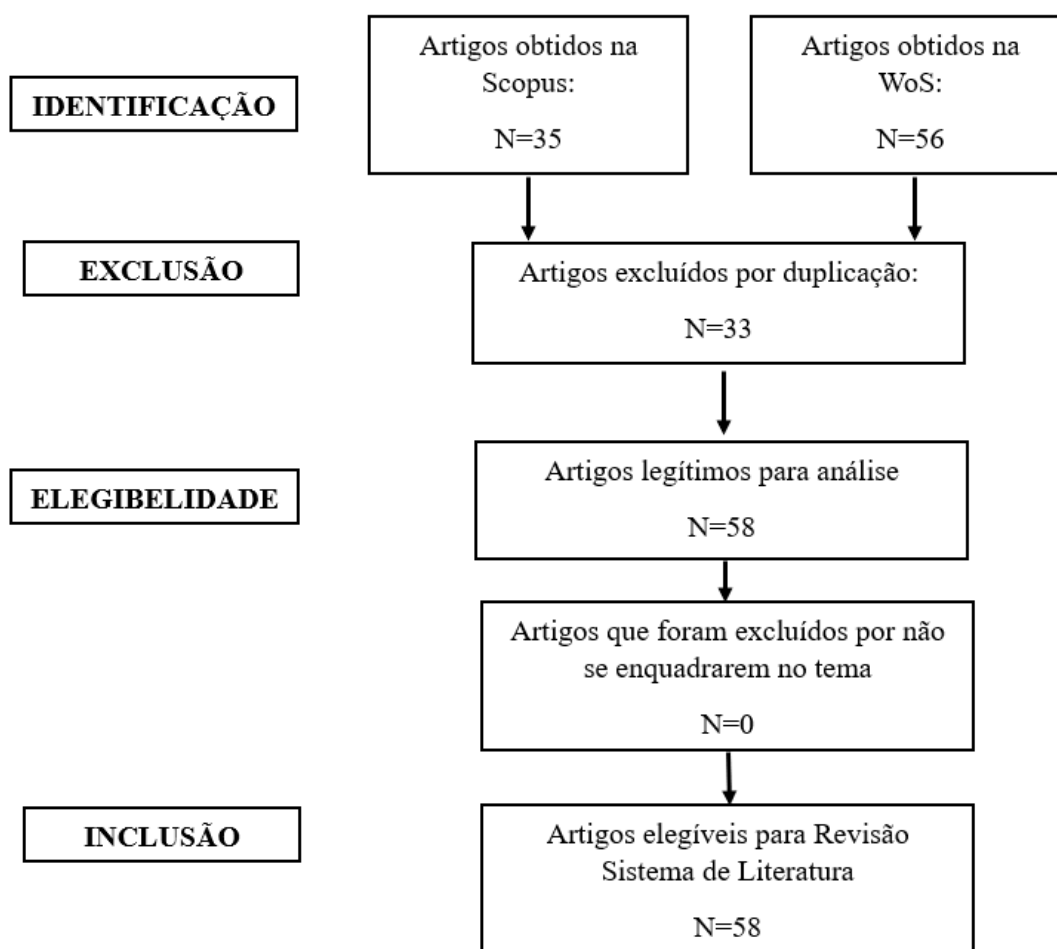 IDENTIFICAÇÃO
Artigos obtidos na
Scopus:
N=35
Artigos obtidos na
WoS:
N=56
EXCLUSÃO
Artigos excluídos por duplicação:
N=33
ELEGIBELIDADE
Artigos legítimos para análise
N=58
Artigos que foram excluídos por não
se enquadrarem no tema
N=0
INCLUSÃO
Artigos elegíveis para Revisão
Sistema de Literatura
N=58